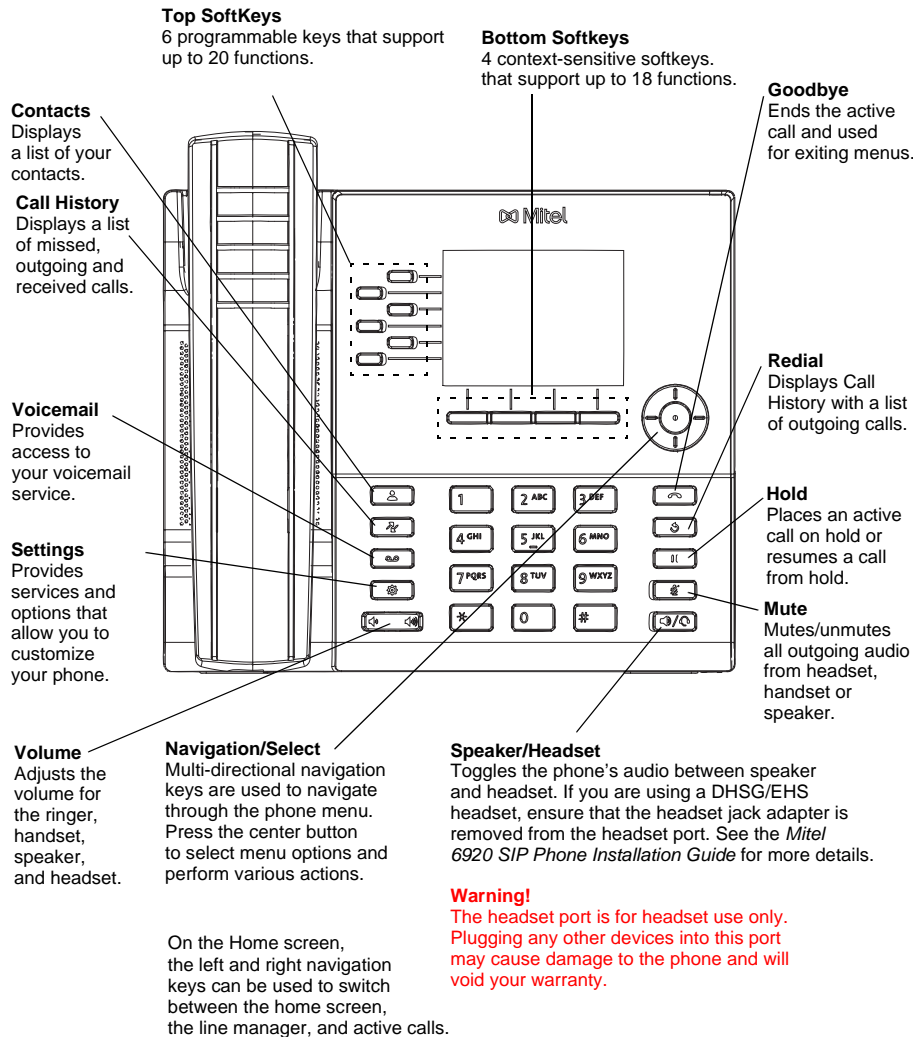 Top SoftKeys
6 programmable keys that support
up to 20 functions.
Bottom Softkeys
4 context-sensitive softkeys.
that support up to 18 functions.
Goodbye
Ends the active
call and used
for exiting menus.
Contacts
Displays
a list of your
contacts.
Call History
Displays a list
of missed,
outgoing and
received calls.
Mitel
Redial
Displays Call
History with a list
of outgoing calls.
Voicemail
Provides
access to
your voicemail
service.
Hold
Places an active
call on hold or
resumes a call
from hold.
Settings
Provides
services and
options that
allow you to
customize
your phone.
1 2 ABC 3 DEF
4 GHI 5 JKL 6 MNO
7 PQRS 8 TUV 9 WXYZ
* 0 #
Mute
Mutes/unmutes
all outgoing audio
from headset,
handset or
speaker.
Volume
Adjusts the
volume for
the ringer,
handset,
speaker,
and headset.
Navigation/Select
Multi-directional navigation
keys are used to navigate
through the phone menu.
Press the center button
to select menu options and
perform various actions.
On the Home screen,
the left and right navigation
keys can be used to switch
between the home screen,
the line manager, and active calls.
Speaker/Headset
Toggles the phone’s audio between speaker
and headset. If you are using a DHSG/EHS
headset, ensure that the headset jack adapter is
removed from the headset port. See the Mitel
6920 SIP Phone Installation Guide for more details.
Warning!
The headset port is for headset use only.
Plugging any other devices into this port
may cause damage to the phone and will
void your warranty.